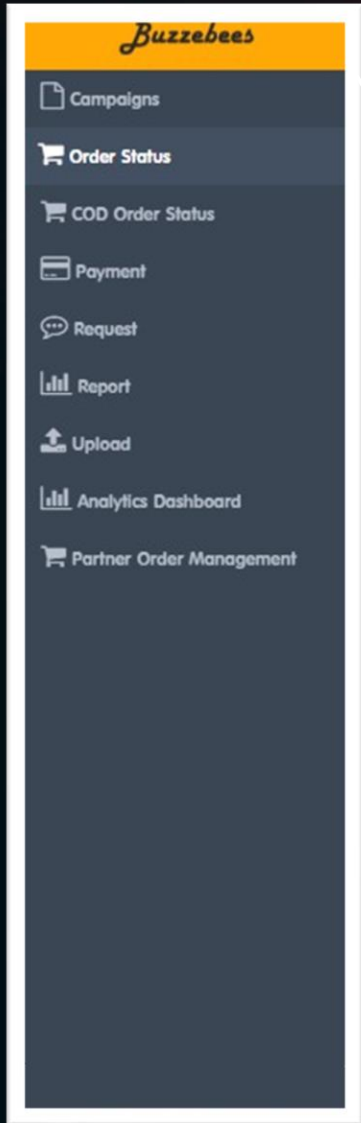 Buzzebees
Campaigns
Order Status
COD Order Status
Payment
Request
Report
Upload
Analytics Dashboard
Partner Order Management